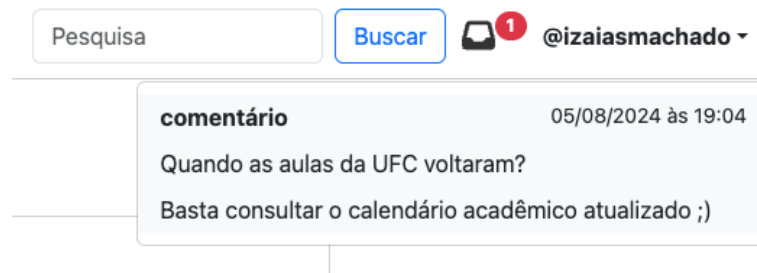 Pesquisa Buscar 1 @izaiasmachado
comentário 05/08/2024 às 19:04
Quando as aulas da UFC voltaram?
Basta consultar o calendário acadêmico atualizado ;)